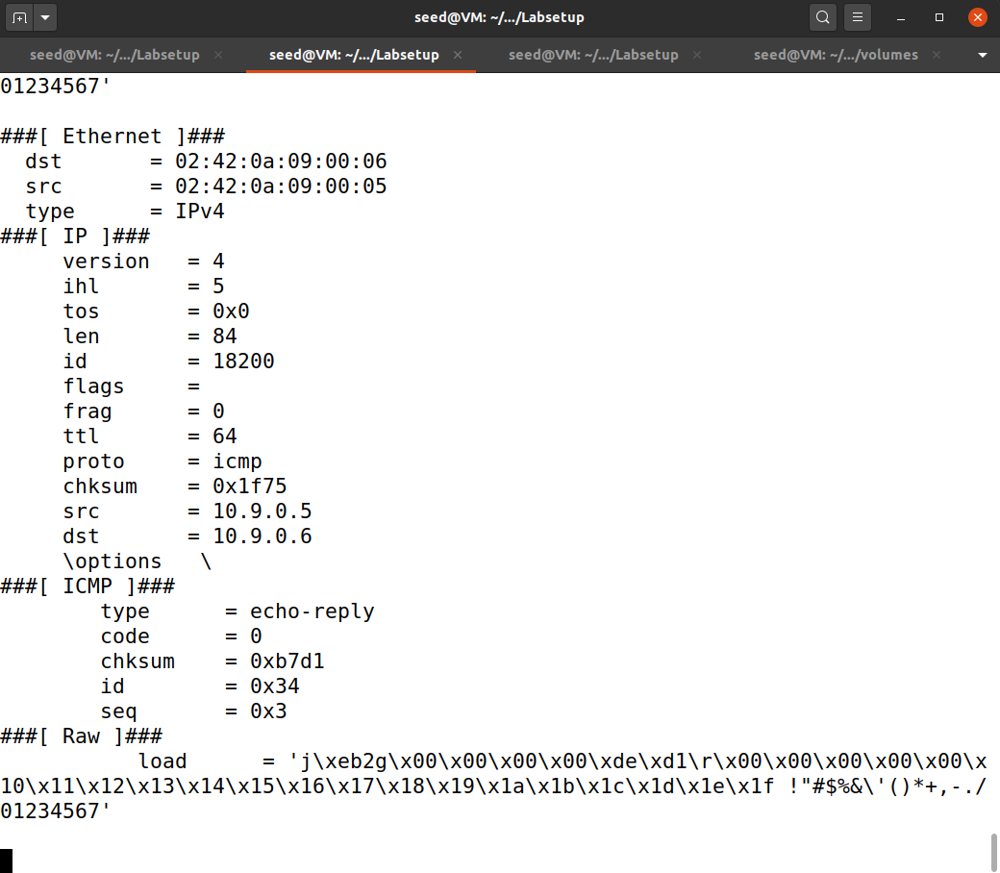 seed@VM: ~/.../Labsetup
seed@VM: ~/.../Labsetup × seed@VM: ~/.../Labsetup × seed@VM: ~/.../Labsetup × seed@VM: ~/.../volumes ×
01234567'

###[ Ethernet ]###
  dst       = 02:42:0a:09:00:06
  src       = 02:42:0a:09:00:05
  type      = IPv4
###[ IP ]###
     version   = 4
     ihl       = 5
     tos       = 0x0
     len       = 84
     id        = 18200
     flags     =
     frag      = 0
     ttl       = 64
     proto     = icmp
     chksum    = 0x1f75
     src       = 10.9.0.5
     dst       = 10.9.0.6
     \options   \
###[ ICMP ]###
        type      = echo-reply
        code      = 0
        chksum    = 0xb7d1
        id        = 0x34
        seq       = 0x3
###[ Raw ]###
           load      = 'j\xeb2g\x00\x00\x00\x00\xde\xd1\r\x00\x00\x00\x00\x00\x
10\x11\x12\x13\x14\x15\x16\x17\x18\x19\x1a\x1b\x1c\x1d\x1e\x1f !"#$%&\'()*+,-./
01234567'